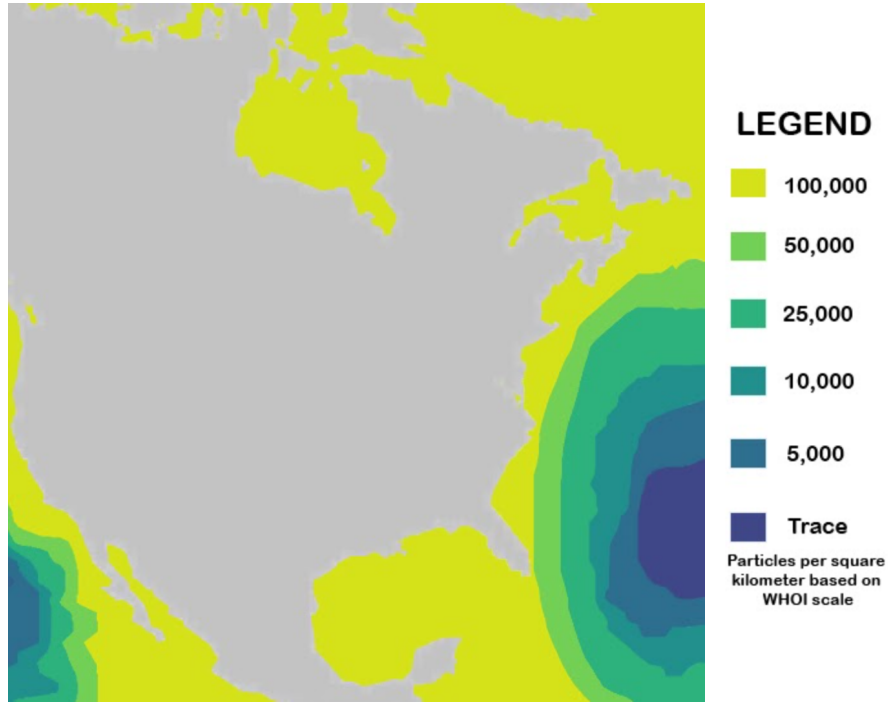 LEGEND
100,000
50,000
25,000
10,000
5,000
Trace
Particles per square
kilometer based on
WHOI scale